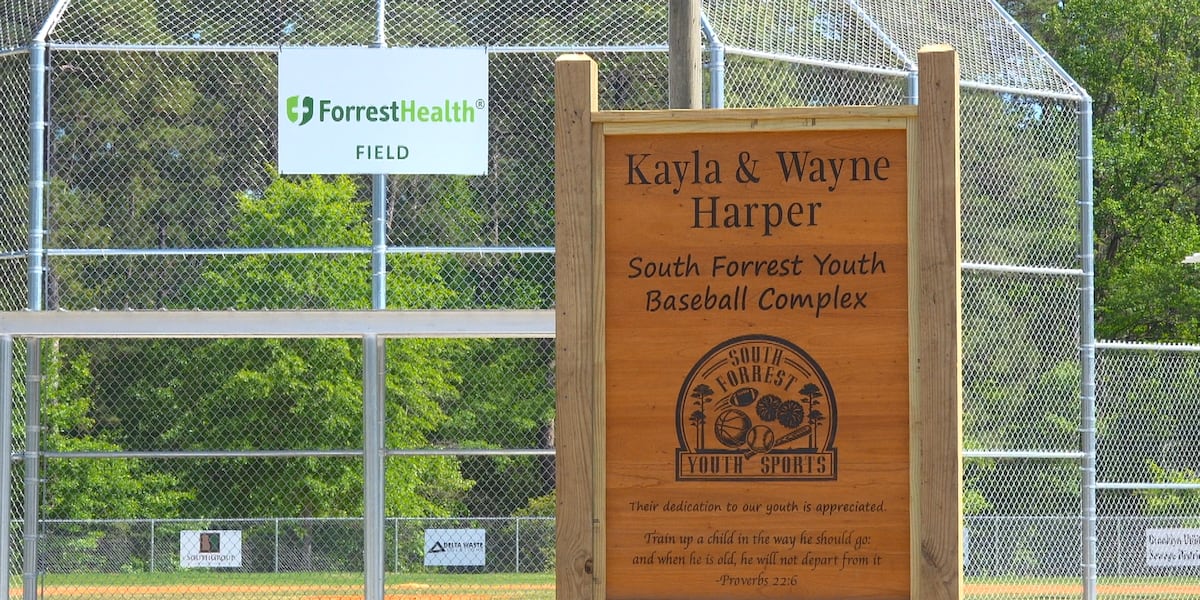 ForrestHealth®
FIELD
Kayla & Wayne
Harper
South Forrest Youth
Baseball Complex
SOUTH
FORREST
YOUTH SPORTS
Their dedication to our youth is appreciated.
Train up a child in the way he should go:
and when he is old, he will not depart from it
-Proverbs 22:6
SOUTHGROUP
DELTA WASTE